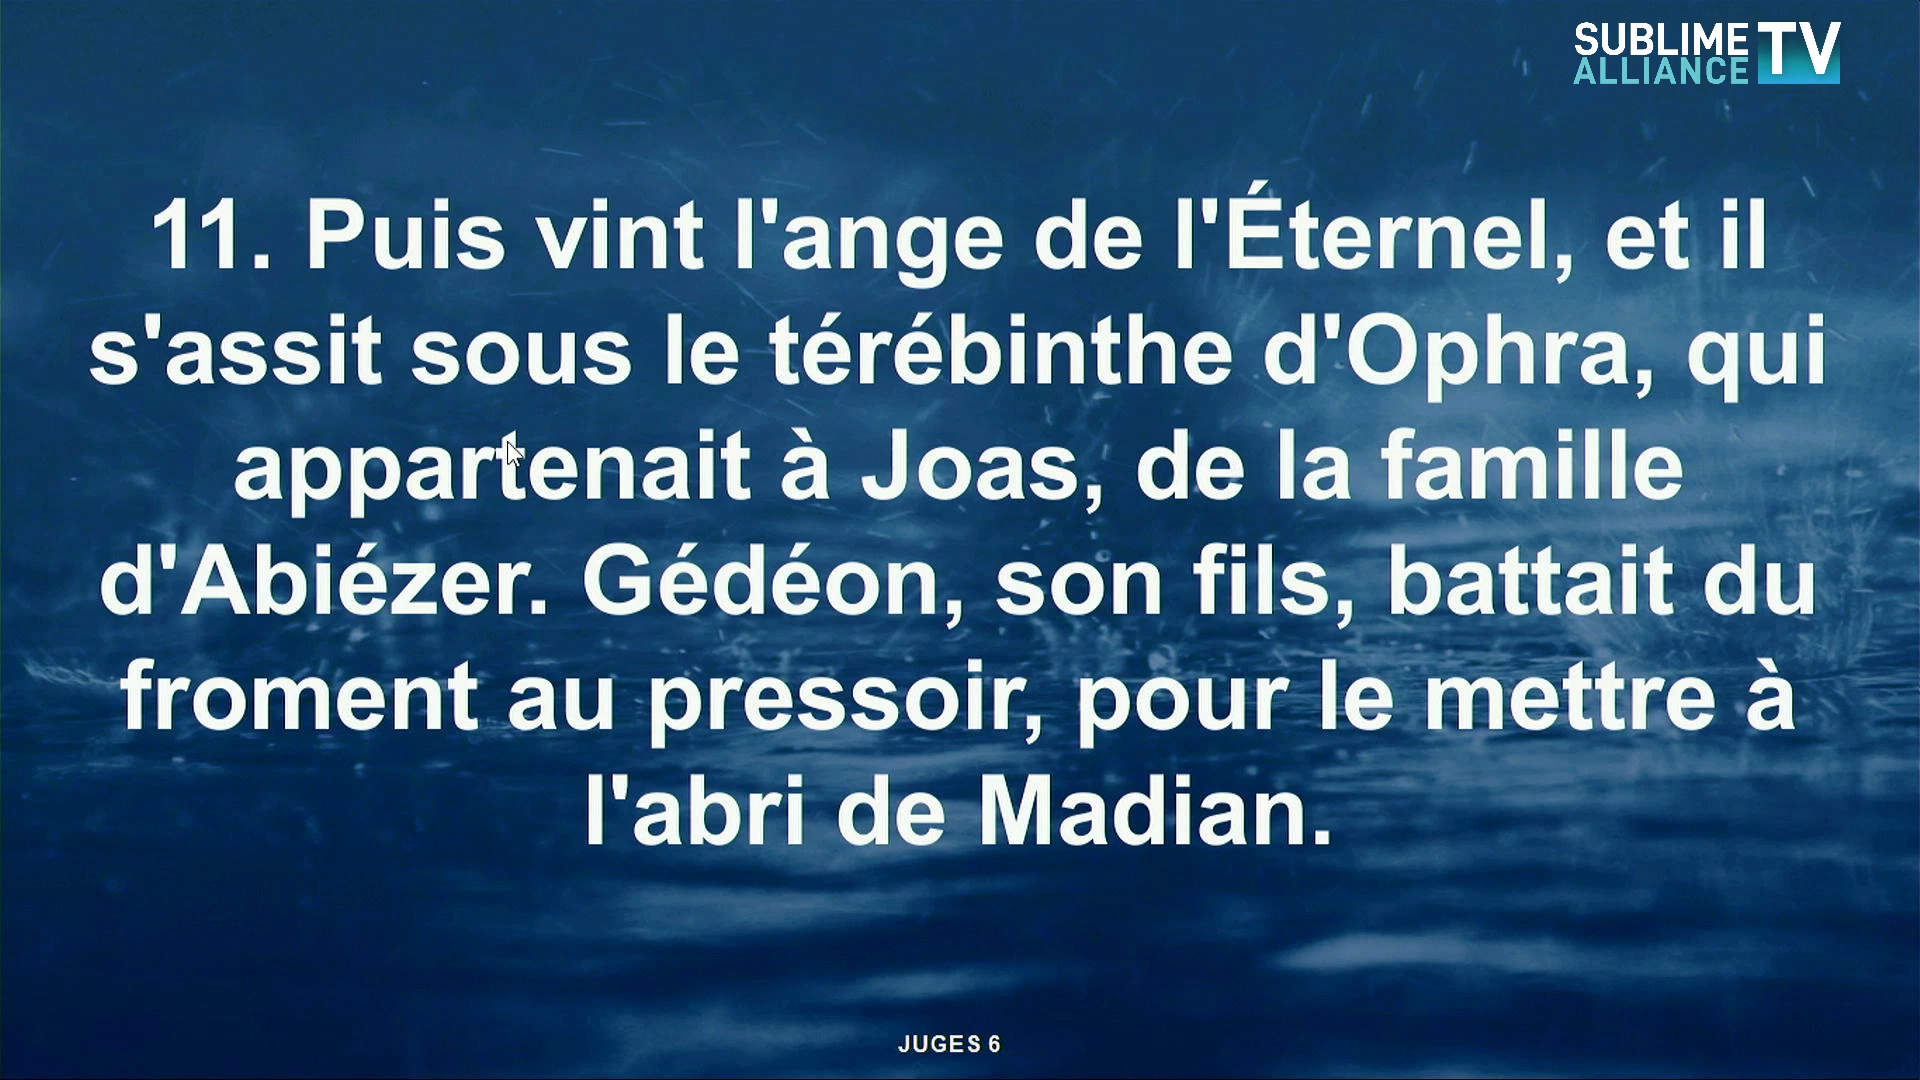 SUBLIME
ALLIANCE
TV
11. Puis vint l'ange de l'Éternel, et il
s'assit sous le térébinthe d'Ophra, qui
appartenait à Joas, de la famille
d'Abiézer. Gédéon, son fils, battait du
froment au pressoir, pour le mettre à
l'abri de Madian.
JUGES 6